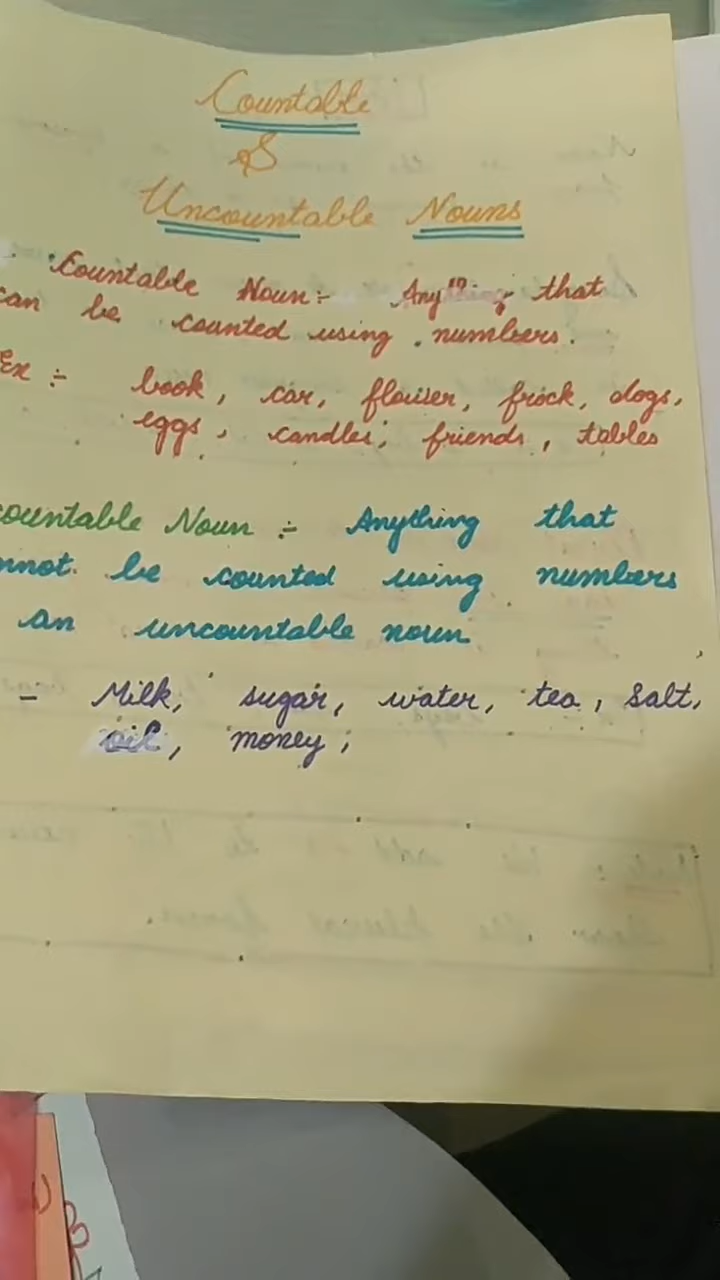 Countable
&
Uncountable Nouns
Countable Noun :- Anything that
can be counted using numbers.
Ex :- book, car, flower, frock, dogs,
eggs, candles, friends, tables
countable Noun :- Anything that
nnot be counted using numbers
an uncountable noun
- Milk, sugar, water, tea, salt,
oil, money,